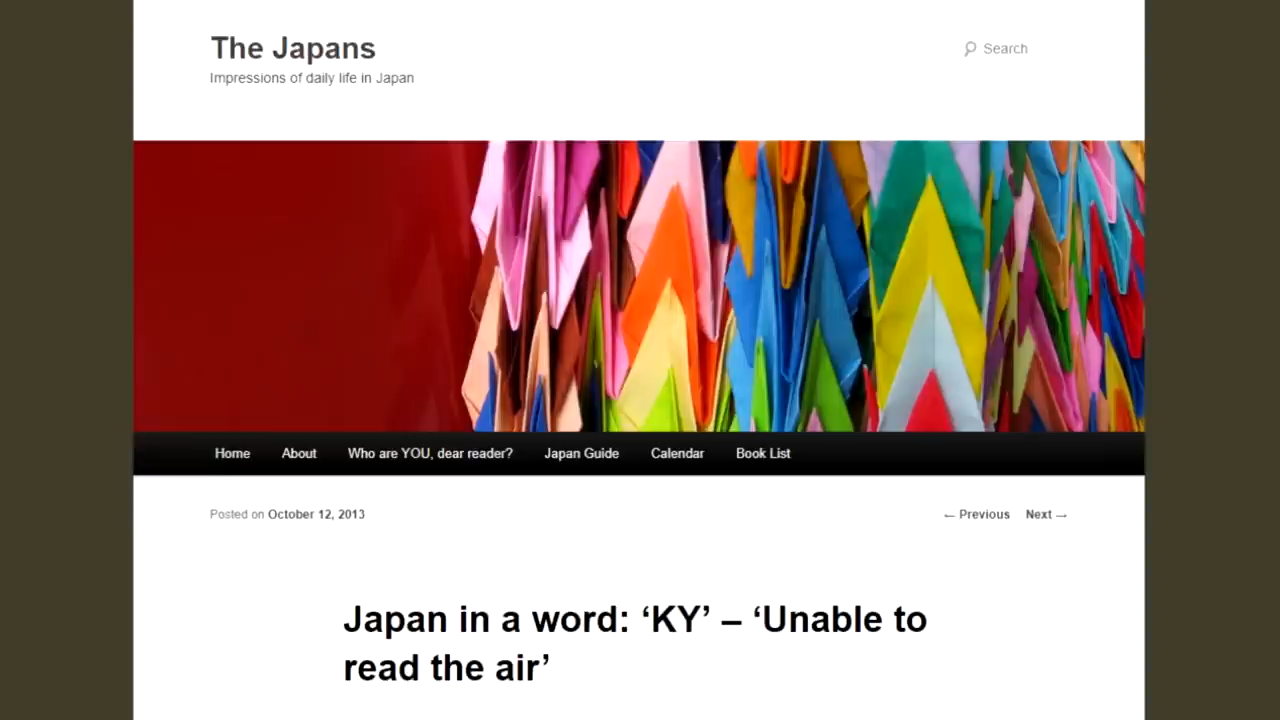 The Japans
Search
Impressions of daily life in Japan
Home About Who are YOU, dear reader? Japan Guide Calendar Book List
Posted on October 12, 2013 ← Previous Next →
Japan in a word: ‘KY’ – ‘Unable to
read the air’